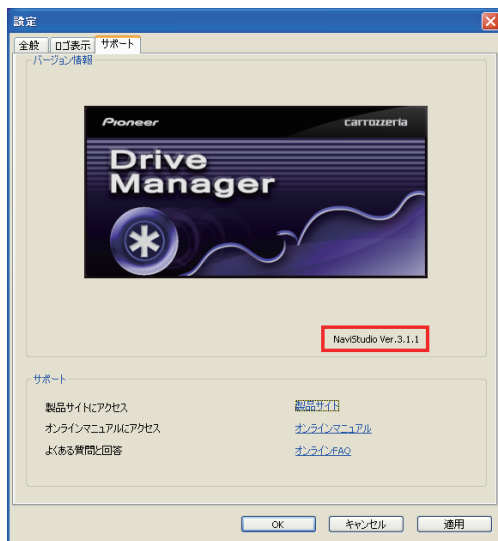 設定
全般 ロゴ表示 サポート
バージョン情報
Pioneer carrozzeria
Drive
Manager
NaviStudio Ver.3.1.1
サポート
製品サイトにアクセス 製品サイト
オンラインマニュアルにアクセス オンラインマニュアル
よくある質問と回答 オンラインFAQ
OK キャンセル 適用